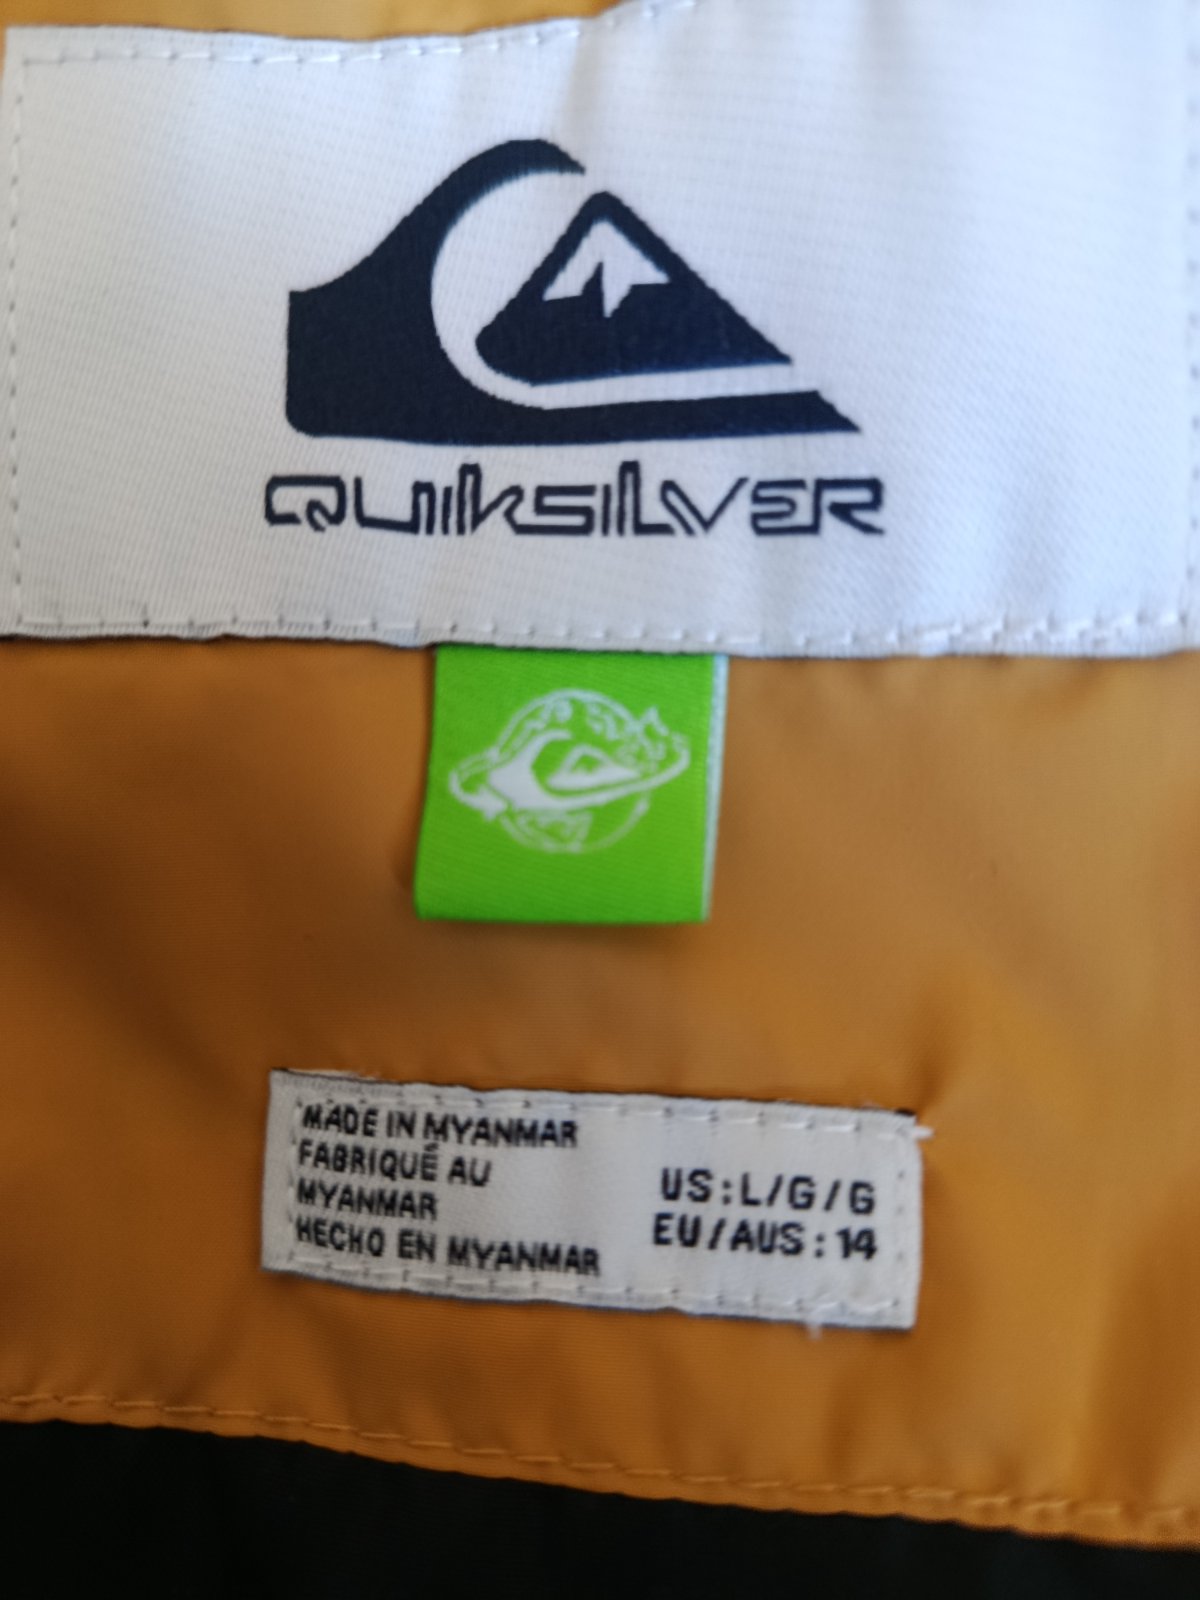 QUIKSILVER
MADE IN MYANMAR
FABRIQUÉ AU
MYANMAR
HECHO EN MYANMAR
US:L/G/G
EU/AUS:14